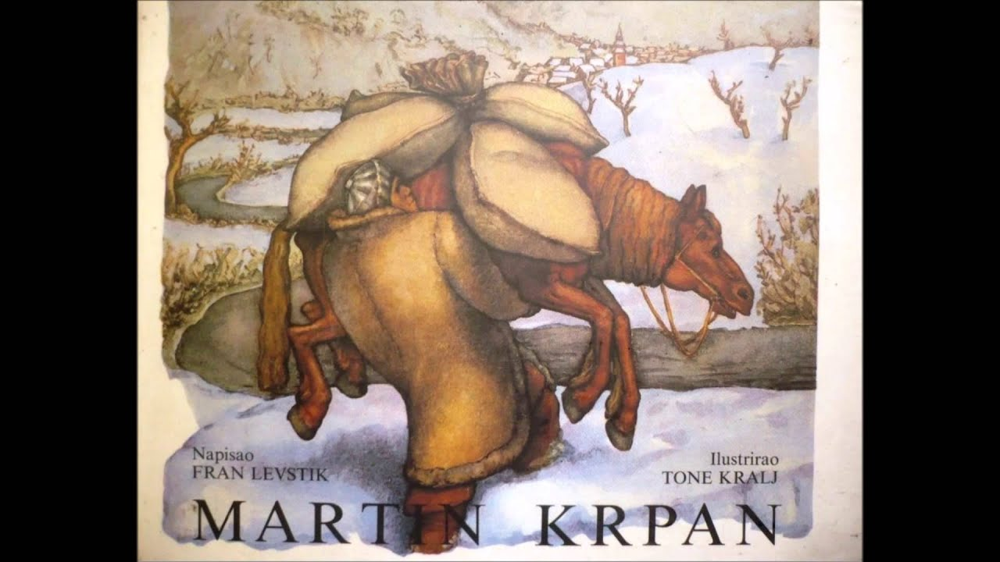 Napisao
FRAN LEVSTIK
Ilustrirao
TONE KRALJ
MARTIN KRPAN